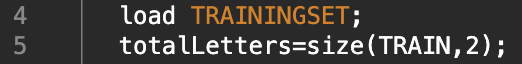 4 load TRAININGSET;
5 totalLetters=size(TRAIN,2);